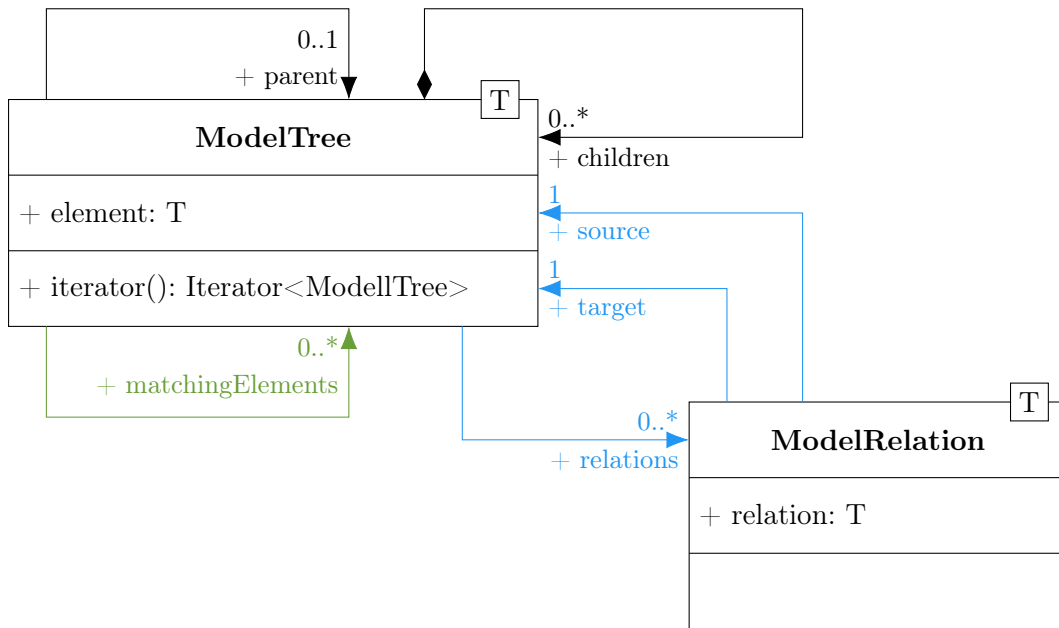 0..1
+ parent
T
ModelTree
0..*
+ children
+ element: T
1
+ source
+ iterator(): Iterator<ModellTree>
1
+ target
0..*
+ matchingElements
0..*
+ relations
T
ModelRelation
+ relation: T